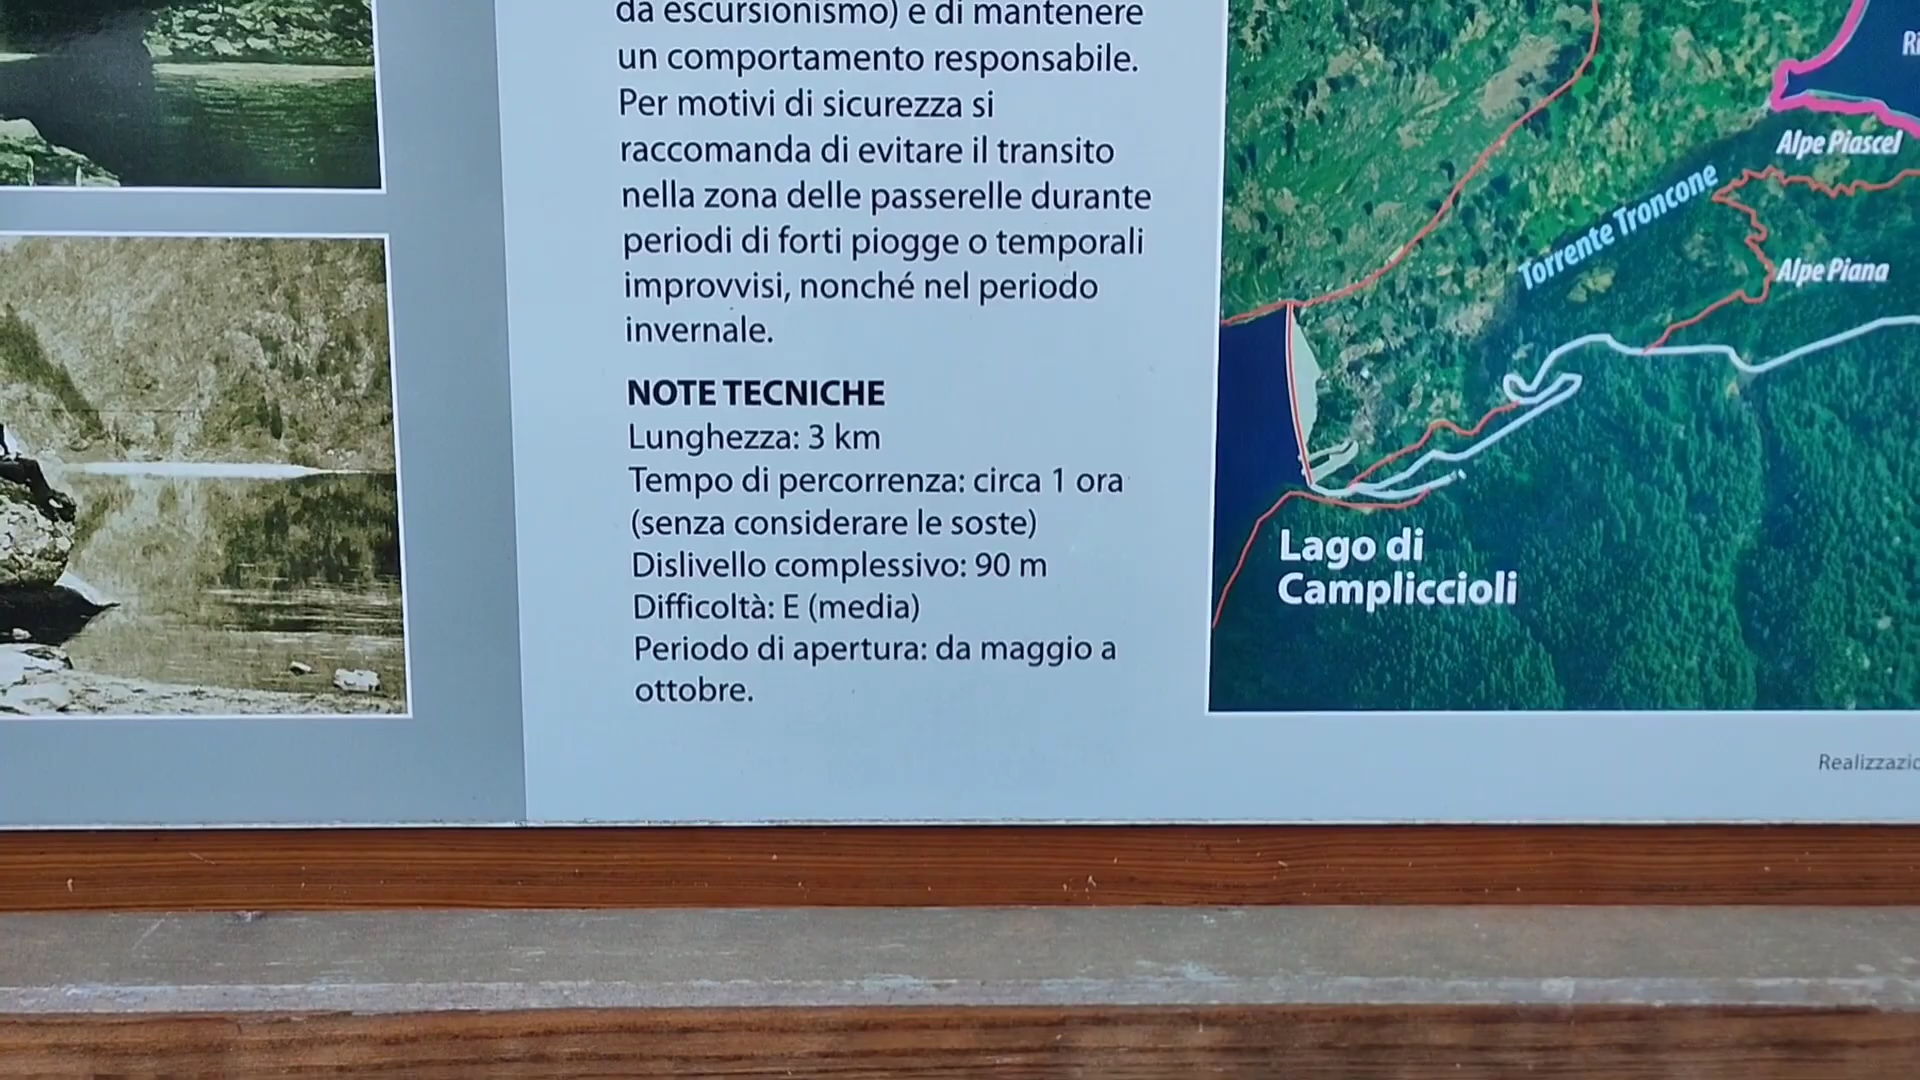 da escursionismo) e di mantenere
un comportamento responsabile.
Per motivi di sicurezza si
raccomanda di evitare il transito
nella zona delle passerelle durante
periodi di forti piogge o temporali
improvvisi, nonché nel periodo
invernale.
NOTE TECNICHE
Lunghezza: 3 km
Tempo di percorrenza: circa 1 ora
(senza considerare le soste)
Dislivello complessivo: 90 m
Difficoltà: E (media)
Periodo di apertura: da maggio a
ottobre.
Alpe Piascel
Torrente Troncone
Alpe Piana
Lago di
Campliccioli